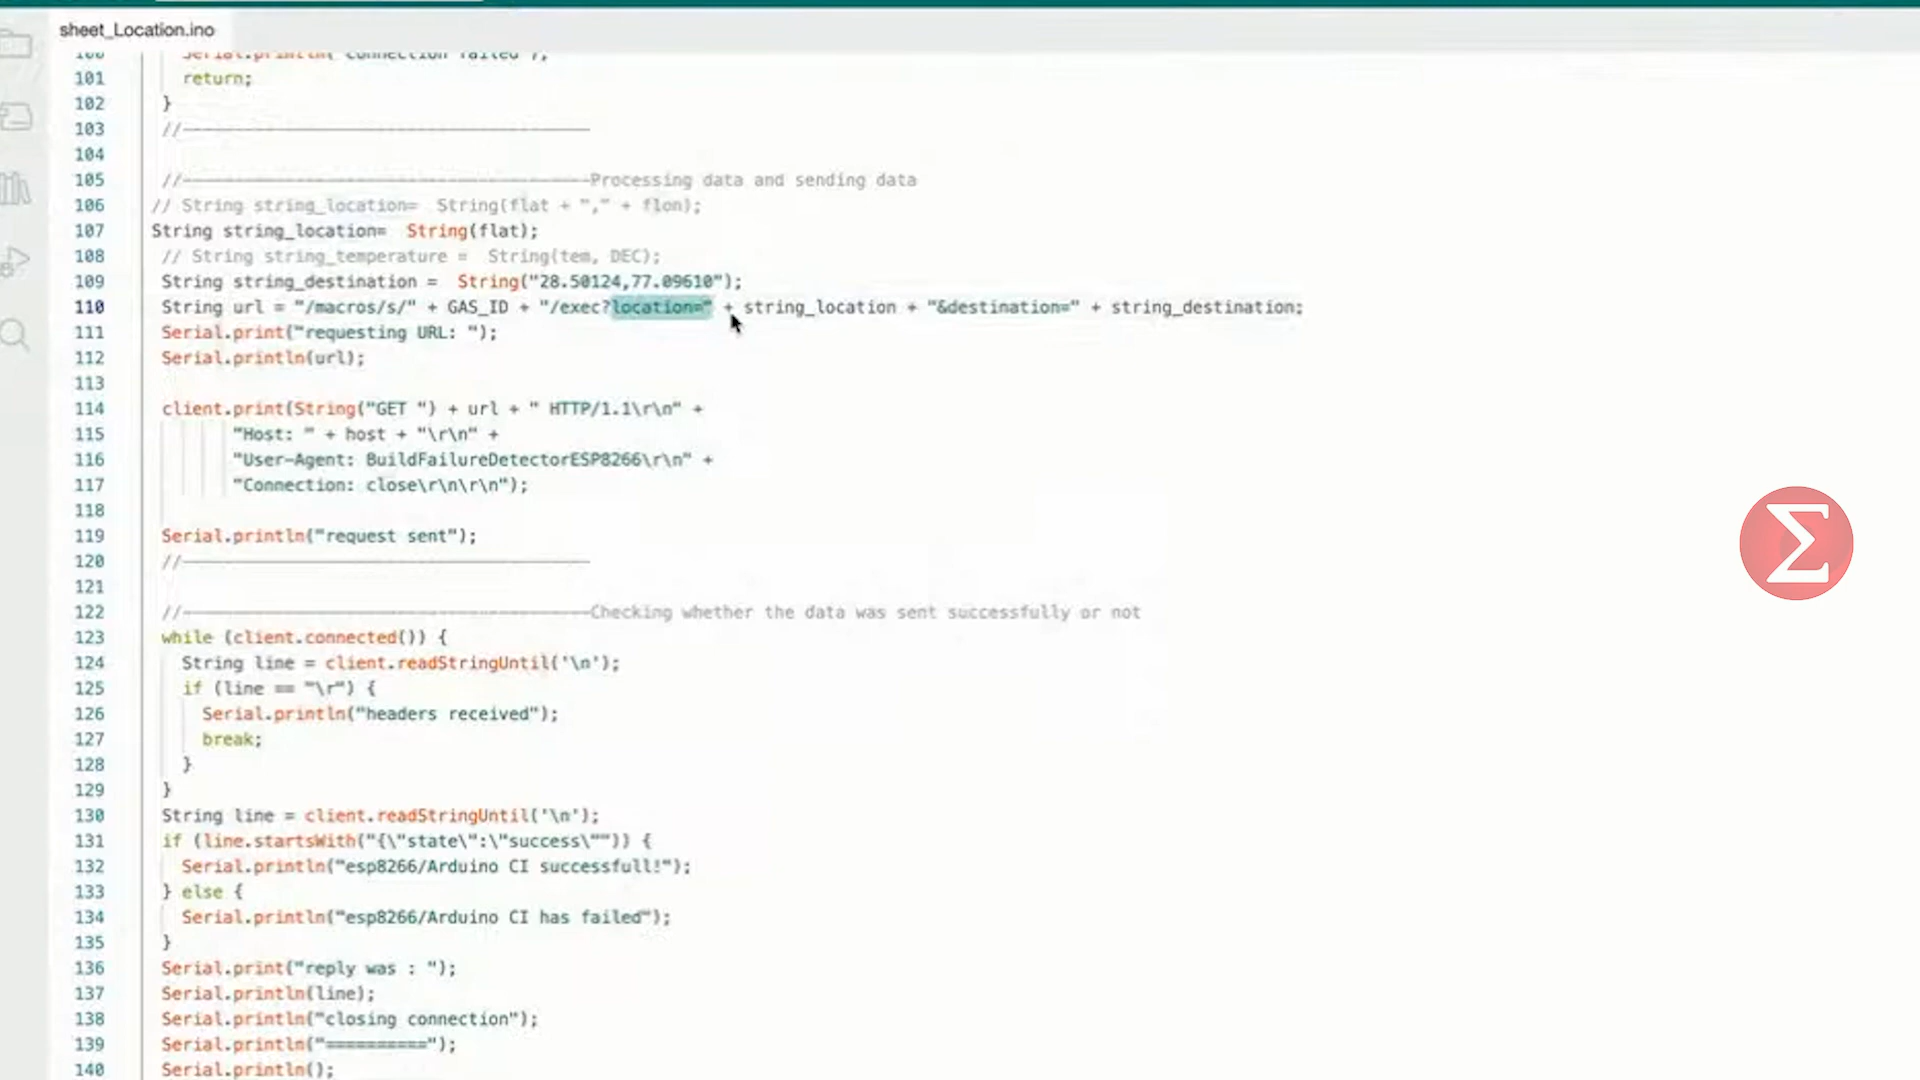 sheet_Location.ino
100 Serial.println("connection failed");
101 return;
102 }
103 //----------------------------------------
104
105 //----------------------------------------Processing data and sending data
106 // String string_location=  String(flat + "," + flon);
107 String string_location=  String(flat);
108 // String string_temperature =  String(tem, DEC);
109 String string_destination =  String("28.50124,77.09610");
110 String url = "/macros/s/" + GAS_ID + "/exec?location=" + string_location + "&destination=" + string_destination;
111 Serial.print("requesting URL: ");
112 Serial.println(url);
113
114 client.print(String("GET ") + url + " HTTP/1.1\r\n" +
115 "Host: " + host + "\r\n" +
116 "User-Agent: BuildFailureDetectorESP8266\r\n" +
117 "Connection: close\r\n\r\n");
118
119 Serial.println("request sent");
120 //----------------------------------------
121
122 //----------------------------------------Checking whether the data was sent successfully or not
123 while (client.connected()) {
124 String line = client.readStringUntil('\n');
125 if (line == "\r") {
126 Serial.println("headers received");
127 break;
128 }
129 }
130 String line = client.readStringUntil('\n');
131 if (line.startsWith("{\"state\":\"success\"")) {
132 Serial.println("esp8266/Arduino CI successfull!");
133 } else {
134 Serial.println("esp8266/Arduino CI has failed");
135 }
136 Serial.print("reply was : ");
137 Serial.println(line);
138 Serial.println("closing connection");
139 Serial.println("==========");
140 Serial.println();
Σ